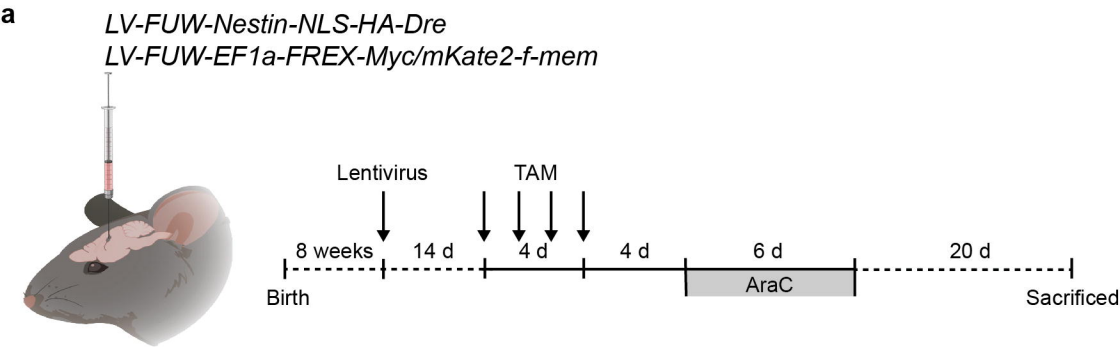 a
LV-FUW-Nestin-NLS-HA-Dre
LV-FUW-EF1a-FREX-Myc/mKate2-f-mem
Lentivirus TAM
8 weeks 14 d 4 d 4 d 6 d 20 d
AraC
Birth Sacrificed